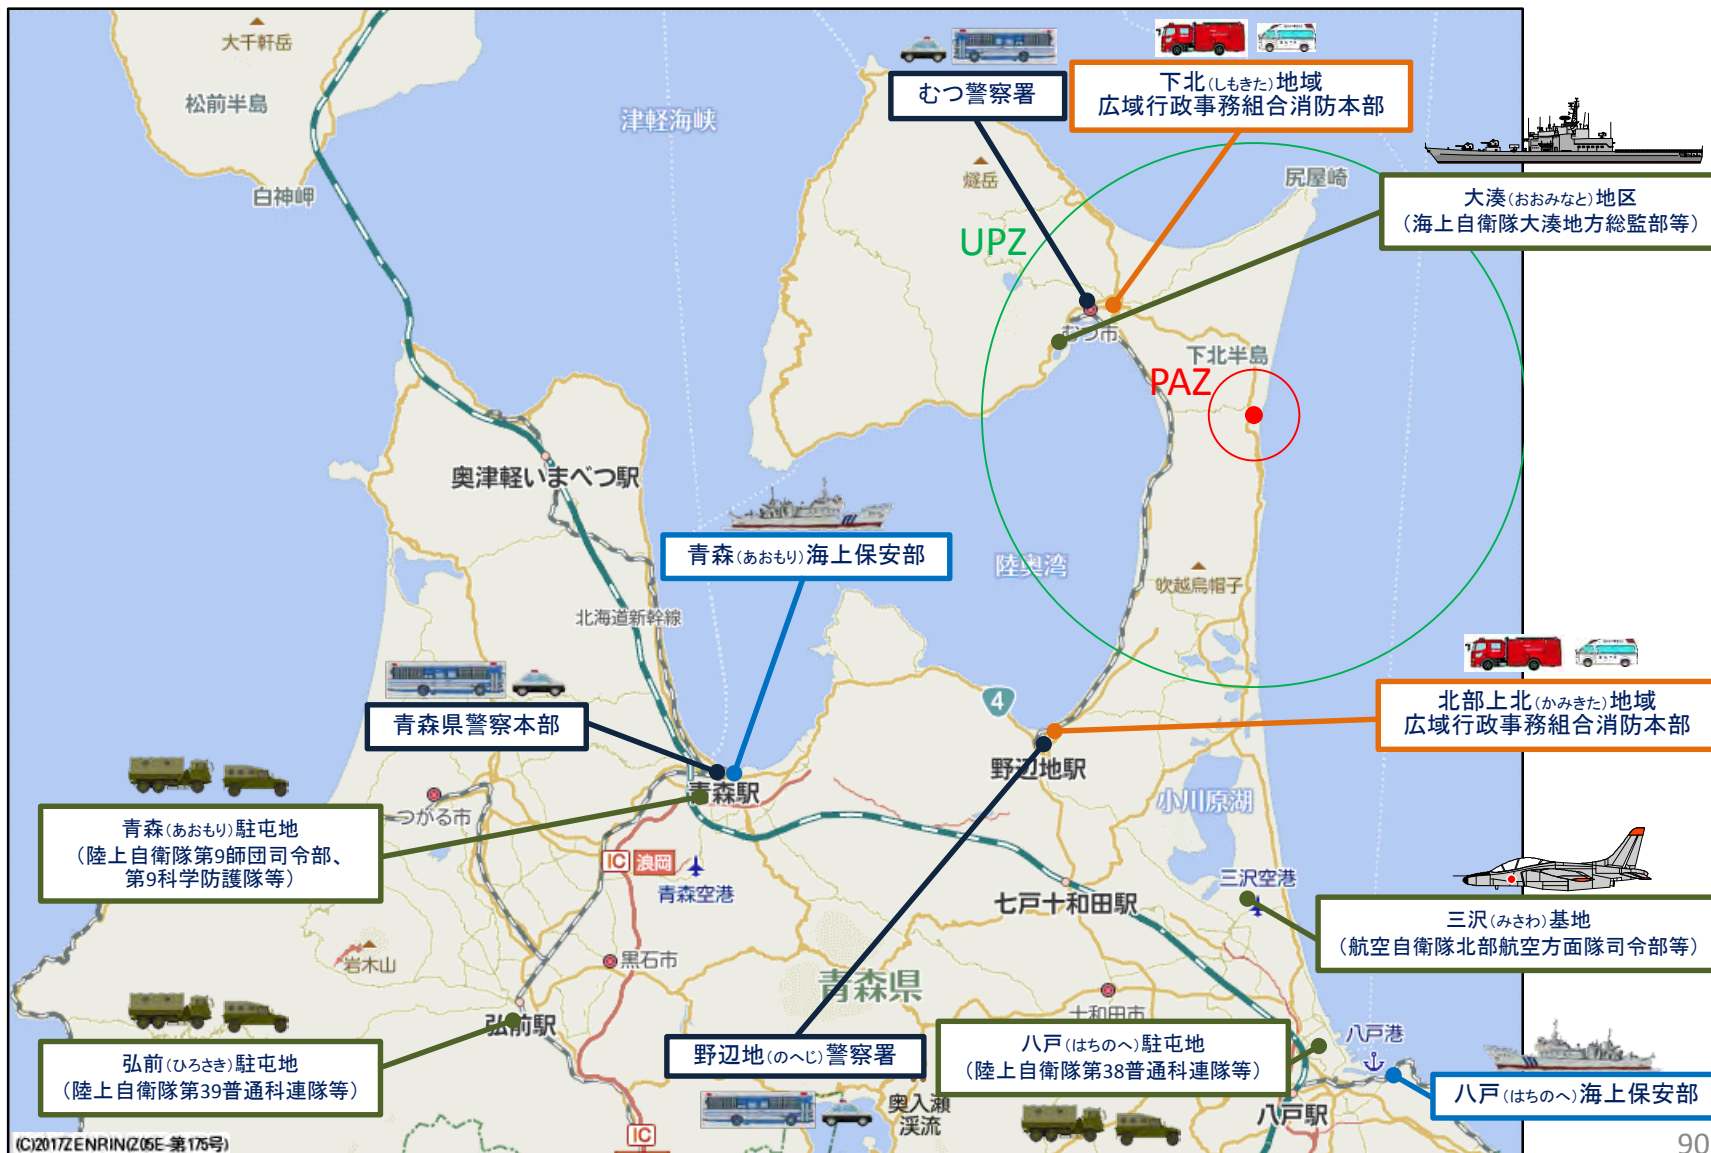 大千軒岳
松前半島
津軽海峡
白神岬
むつ警察署
下北(しもきた)地域
広域行政事務組合消防本部
燧岳
尻屋崎
大湊(おおみなと)地区
(海上自衛隊大湊地方総監部等)
UPZ
むつ市
下北半島
PAZ
奥津軽いまべつ駅
青森(あおもり)海上保安部
陸奥湾
吹越烏帽子
北海道新幹線
青森県警察本部
4
北部上北(かみきた)地域
広域行政事務組合消防本部
野辺地駅
青森駅
小川原湖
つがる市
青森(あおもり)駐屯地
(陸上自衛隊第9師団司令部、
第9科学防護隊等)
IC 浪岡
青森空港
三沢空港
七戸十和田駅
三沢(みさわ)基地
(航空自衛隊北部航空方面隊司令部等)
岩木山
黒石市
青森県
十和田市
弘前駅
八戸港
弘前(ひろさき)駐屯地
(陸上自衛隊第39普通科連隊等)
野辺地(のへじ)警察署
八戸(はちのへ)駐屯地
(陸上自衛隊第38普通科連隊等)
八戸(はちのへ)海上保安部
奥入瀬
渓流
八戸駅
IC
(C)2017ZENRIN(Z05E-第175号)
90